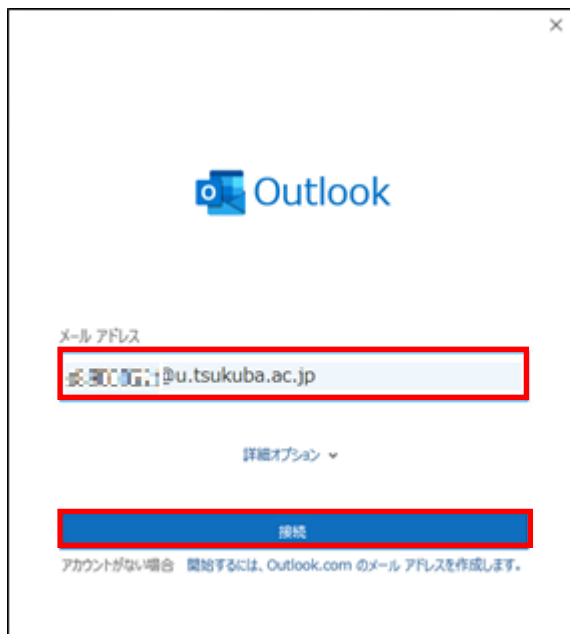 Outlook
メール アドレス
@u.tsukuba.ac.jp
詳細オプション
接続
アカウントがない場合 開始するには、Outlook.com のメール アドレスを作成します。